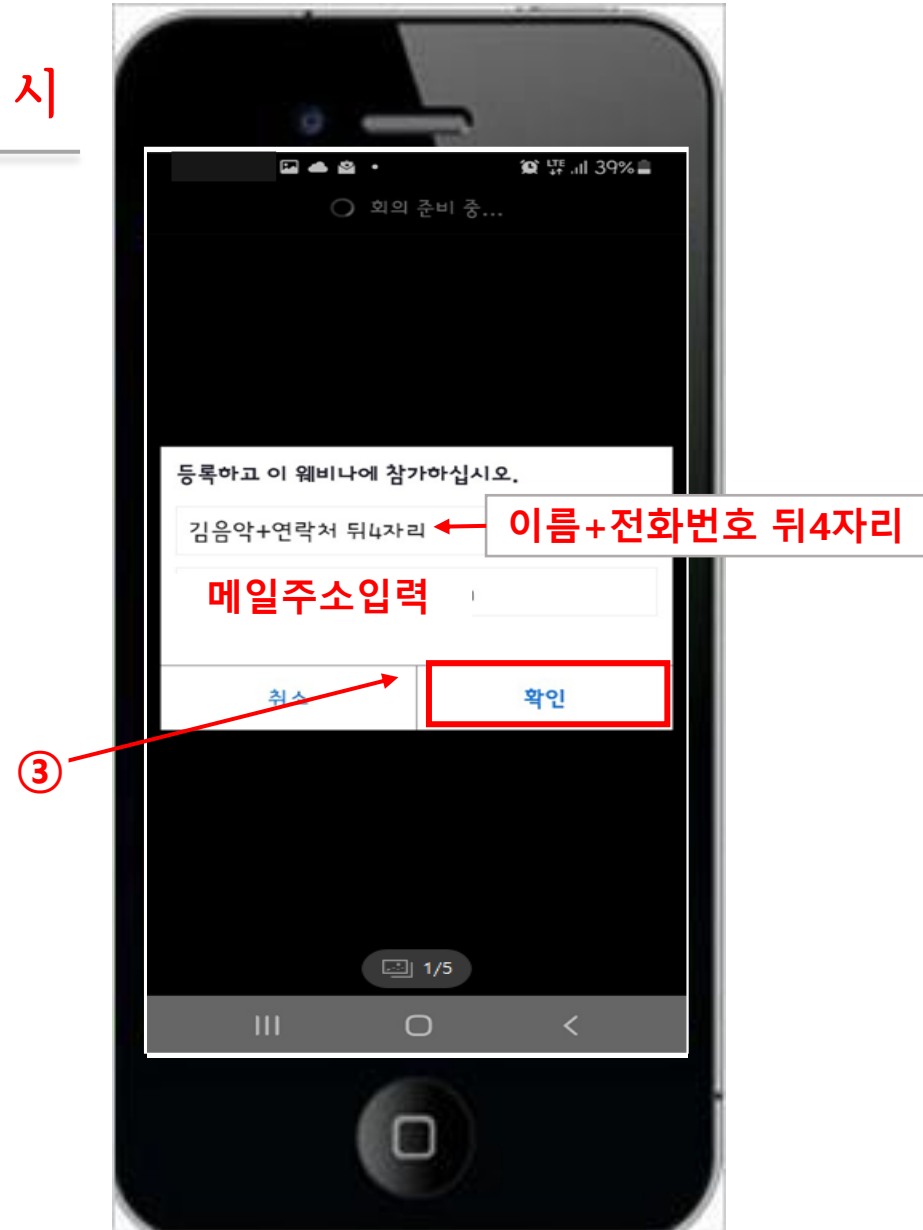 시
LTE 39%
회의 준비 중...
등록하고 이 웨비나에 참가하십시오.
김음악+연락처 뒤4자리
이름+전화번호 뒤4자리
메일주소입력
취소
확인
③
1/5